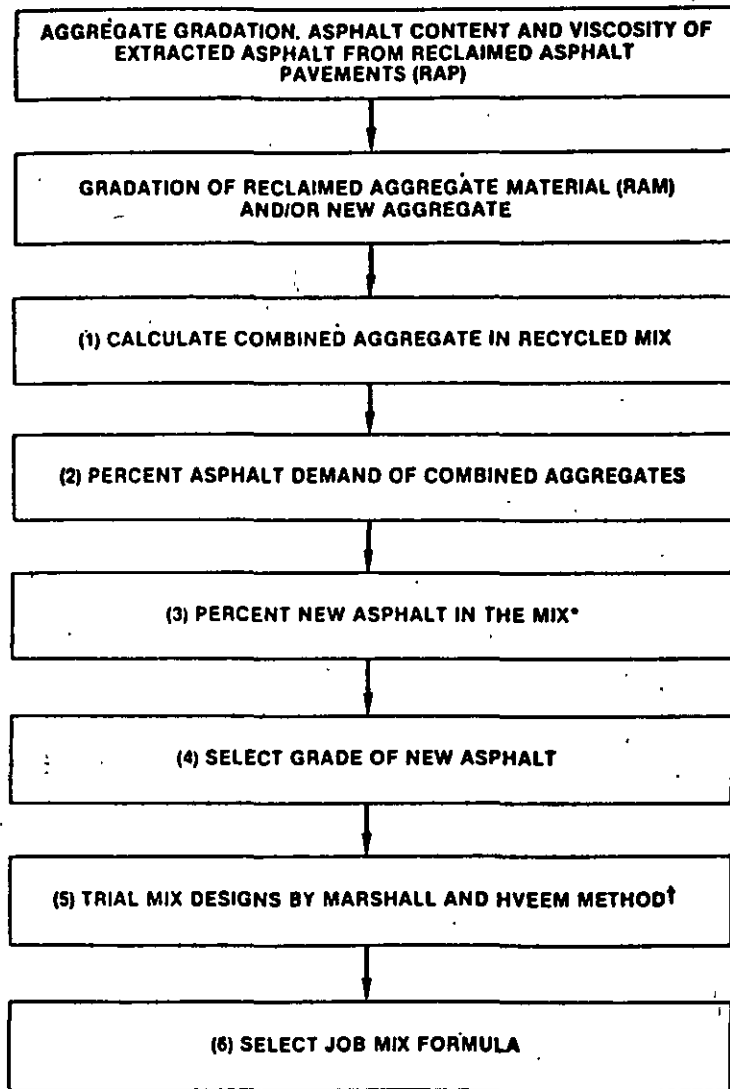 AGGREGATE GRADATION, ASPHALT CONTENT AND VISCOSITY OF
EXTRACTED ASPHALT FROM RECLAIMED ASPHALT
PAVEMENTS (RAP)
GRADATION OF RECLAIMED AGGREGATE MATERIAL (RAM)
AND/OR NEW AGGREGATE
(1) CALCULATE COMBINED AGGREGATE IN RECYCLED MIX
(2) PERCENT ASPHALT DEMAND OF COMBINED AGGREGATES
(3) PERCENT NEW ASPHALT IN THE MIX*
(4) SELECT GRADE OF NEW ASPHALT
(5) TRIAL MIX DESIGNS BY MARSHALL AND HVEEM METHOD†
(6) SELECT JOB MIX FORMULA